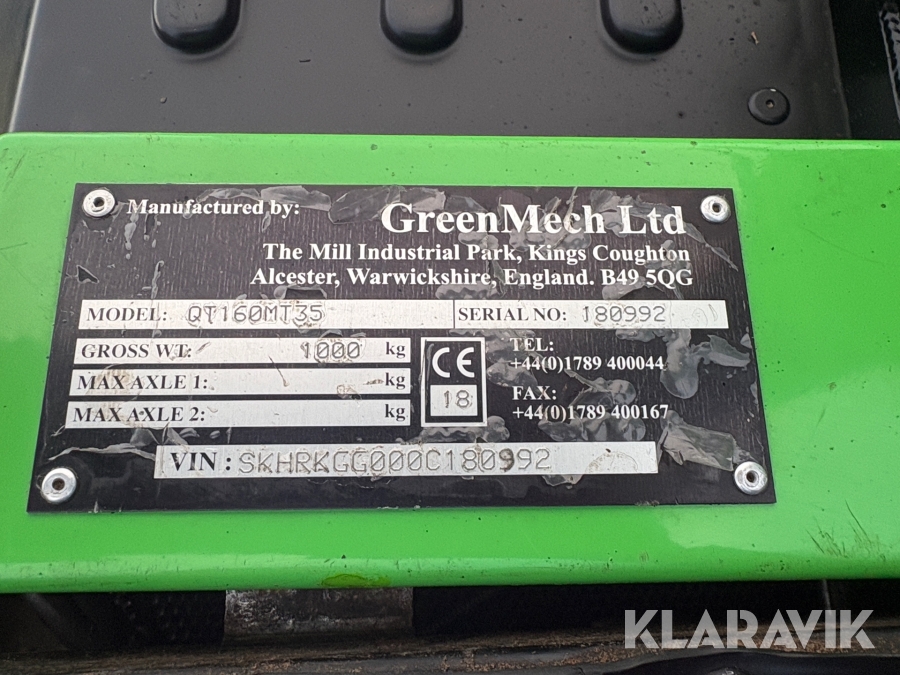 Manufactured by: GreenMech Ltd
The Mill Industrial Park, Kings Coughton
Alcester, Warwickshire, England. B49 5QG
MODEL: QT160MT35 SERIAL NO: 180992
GROSS WT: 1000 kg
MAX AXLE 1: kg
MAX AXLE 2: kg
CE
18
TEL:
+44(0)1789 400044
FAX:
+44(0)1789 400167
VIN: SKHRKGG000C180992
KLARAVIK